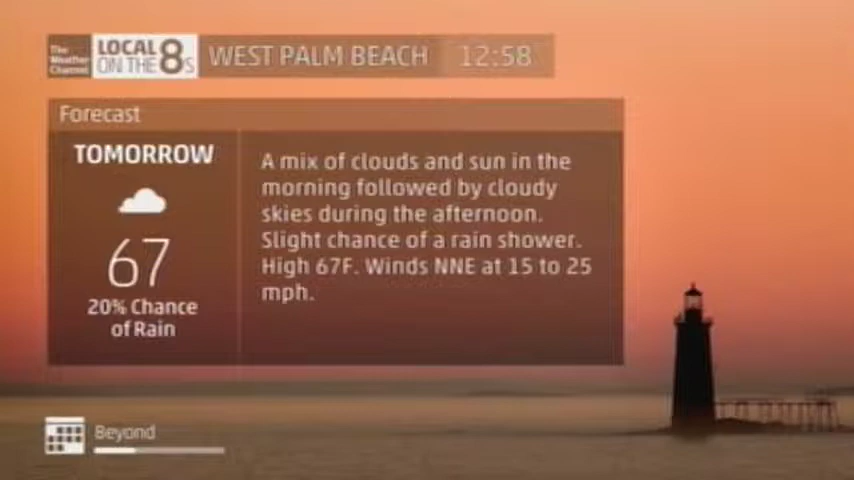 The
Weather
Channel
LOCAL
ON THE 8s
WEST PALM BEACH 12:58
Forecast
TOMORROW
67
20% Chance
of Rain
A mix of clouds and sun in the
morning followed by cloudy
skies during the afternoon.
Slight chance of a rain shower.
High 67F. Winds NNE at 15 to 25
mph.
Beyond